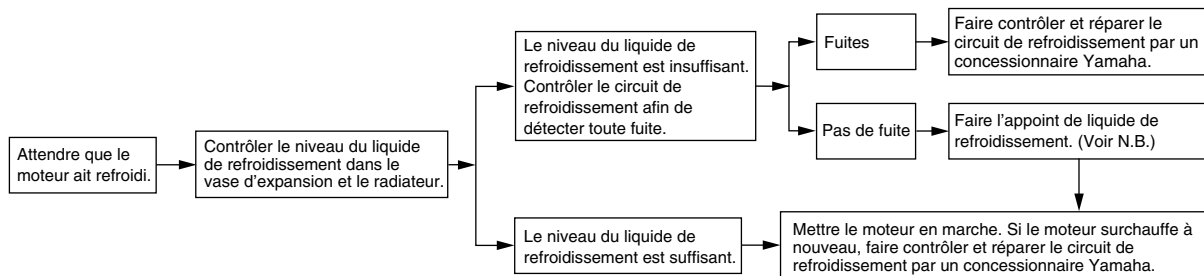 Attendre que le
moteur ait refroidi.
Contrôler le niveau du liquide
de refroidissement dans le
vase d'expansion et le radiateur.
Le niveau du liquide de
refroidissement est insuffisant.
Contrôler le circuit de
refroidissement afin de
détecter toute fuite.
Fuites
Faire contrôler et réparer le
circuit de refroidissement par un
concessionnaire Yamaha.
Pas de fuite
Faire l'appoint de liquide de
refroidissement. (Voir N.B.)
Le niveau du liquide de
refroidissement est suffisant.
Mettre le moteur en marche. Si le moteur surchauffe à
nouveau, faire contrôler et réparer le circuit de
refroidissement par un concessionnaire Yamaha.